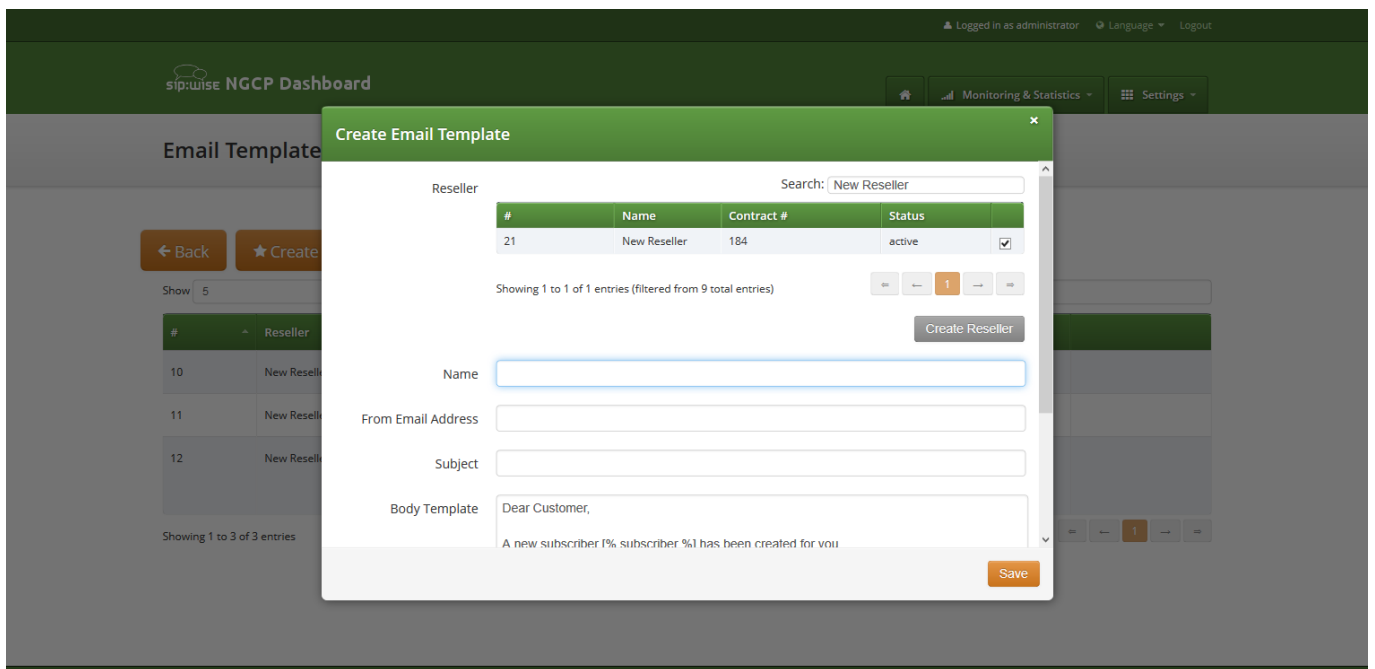 Logged in as administrator Language Logout
sip:wise NGCP Dashboard
Monitoring & Statistics Settings
Create Email Template ×
Email Template
Reseller Search: New Reseller
# Name Contract # Status
21 New Reseller 184 active
Back Create
Showing 1 to 1 of 1 entries (filtered from 9 total entries) ⇐ ← 1 → ⇒
Show 5
Create Reseller
# Reseller
Name
10 New Reselle
From Email Address
11 New Reselle
Subject
12 New Reselle
Body Template Dear Customer,
A new subscriber [% subscriber %] has been created for you
Showing 1 to 3 of 3 entries ⇐ ← 1 → ⇒
Save